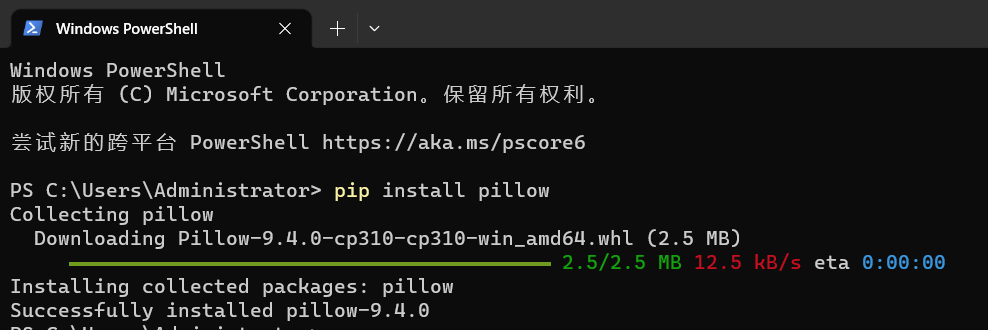 Windows PowerShell
Windows PowerShell
版权所有 (C) Microsoft Corporation。保留所有权利。
尝试新的跨平台 PowerShell https://aka.ms/pscore6
PS C:\Users\Administrator> pip install pillow
Collecting pillow
Downloading Pillow-9.4.0-cp310-cp310-win_amd64.whl (2.5 MB)
2.5/2.5 MB 12.5 kB/s eta 0:00:00
Installing collected packages: pillow
Successfully installed pillow-9.4.0
PS C:\Users\Administrator>